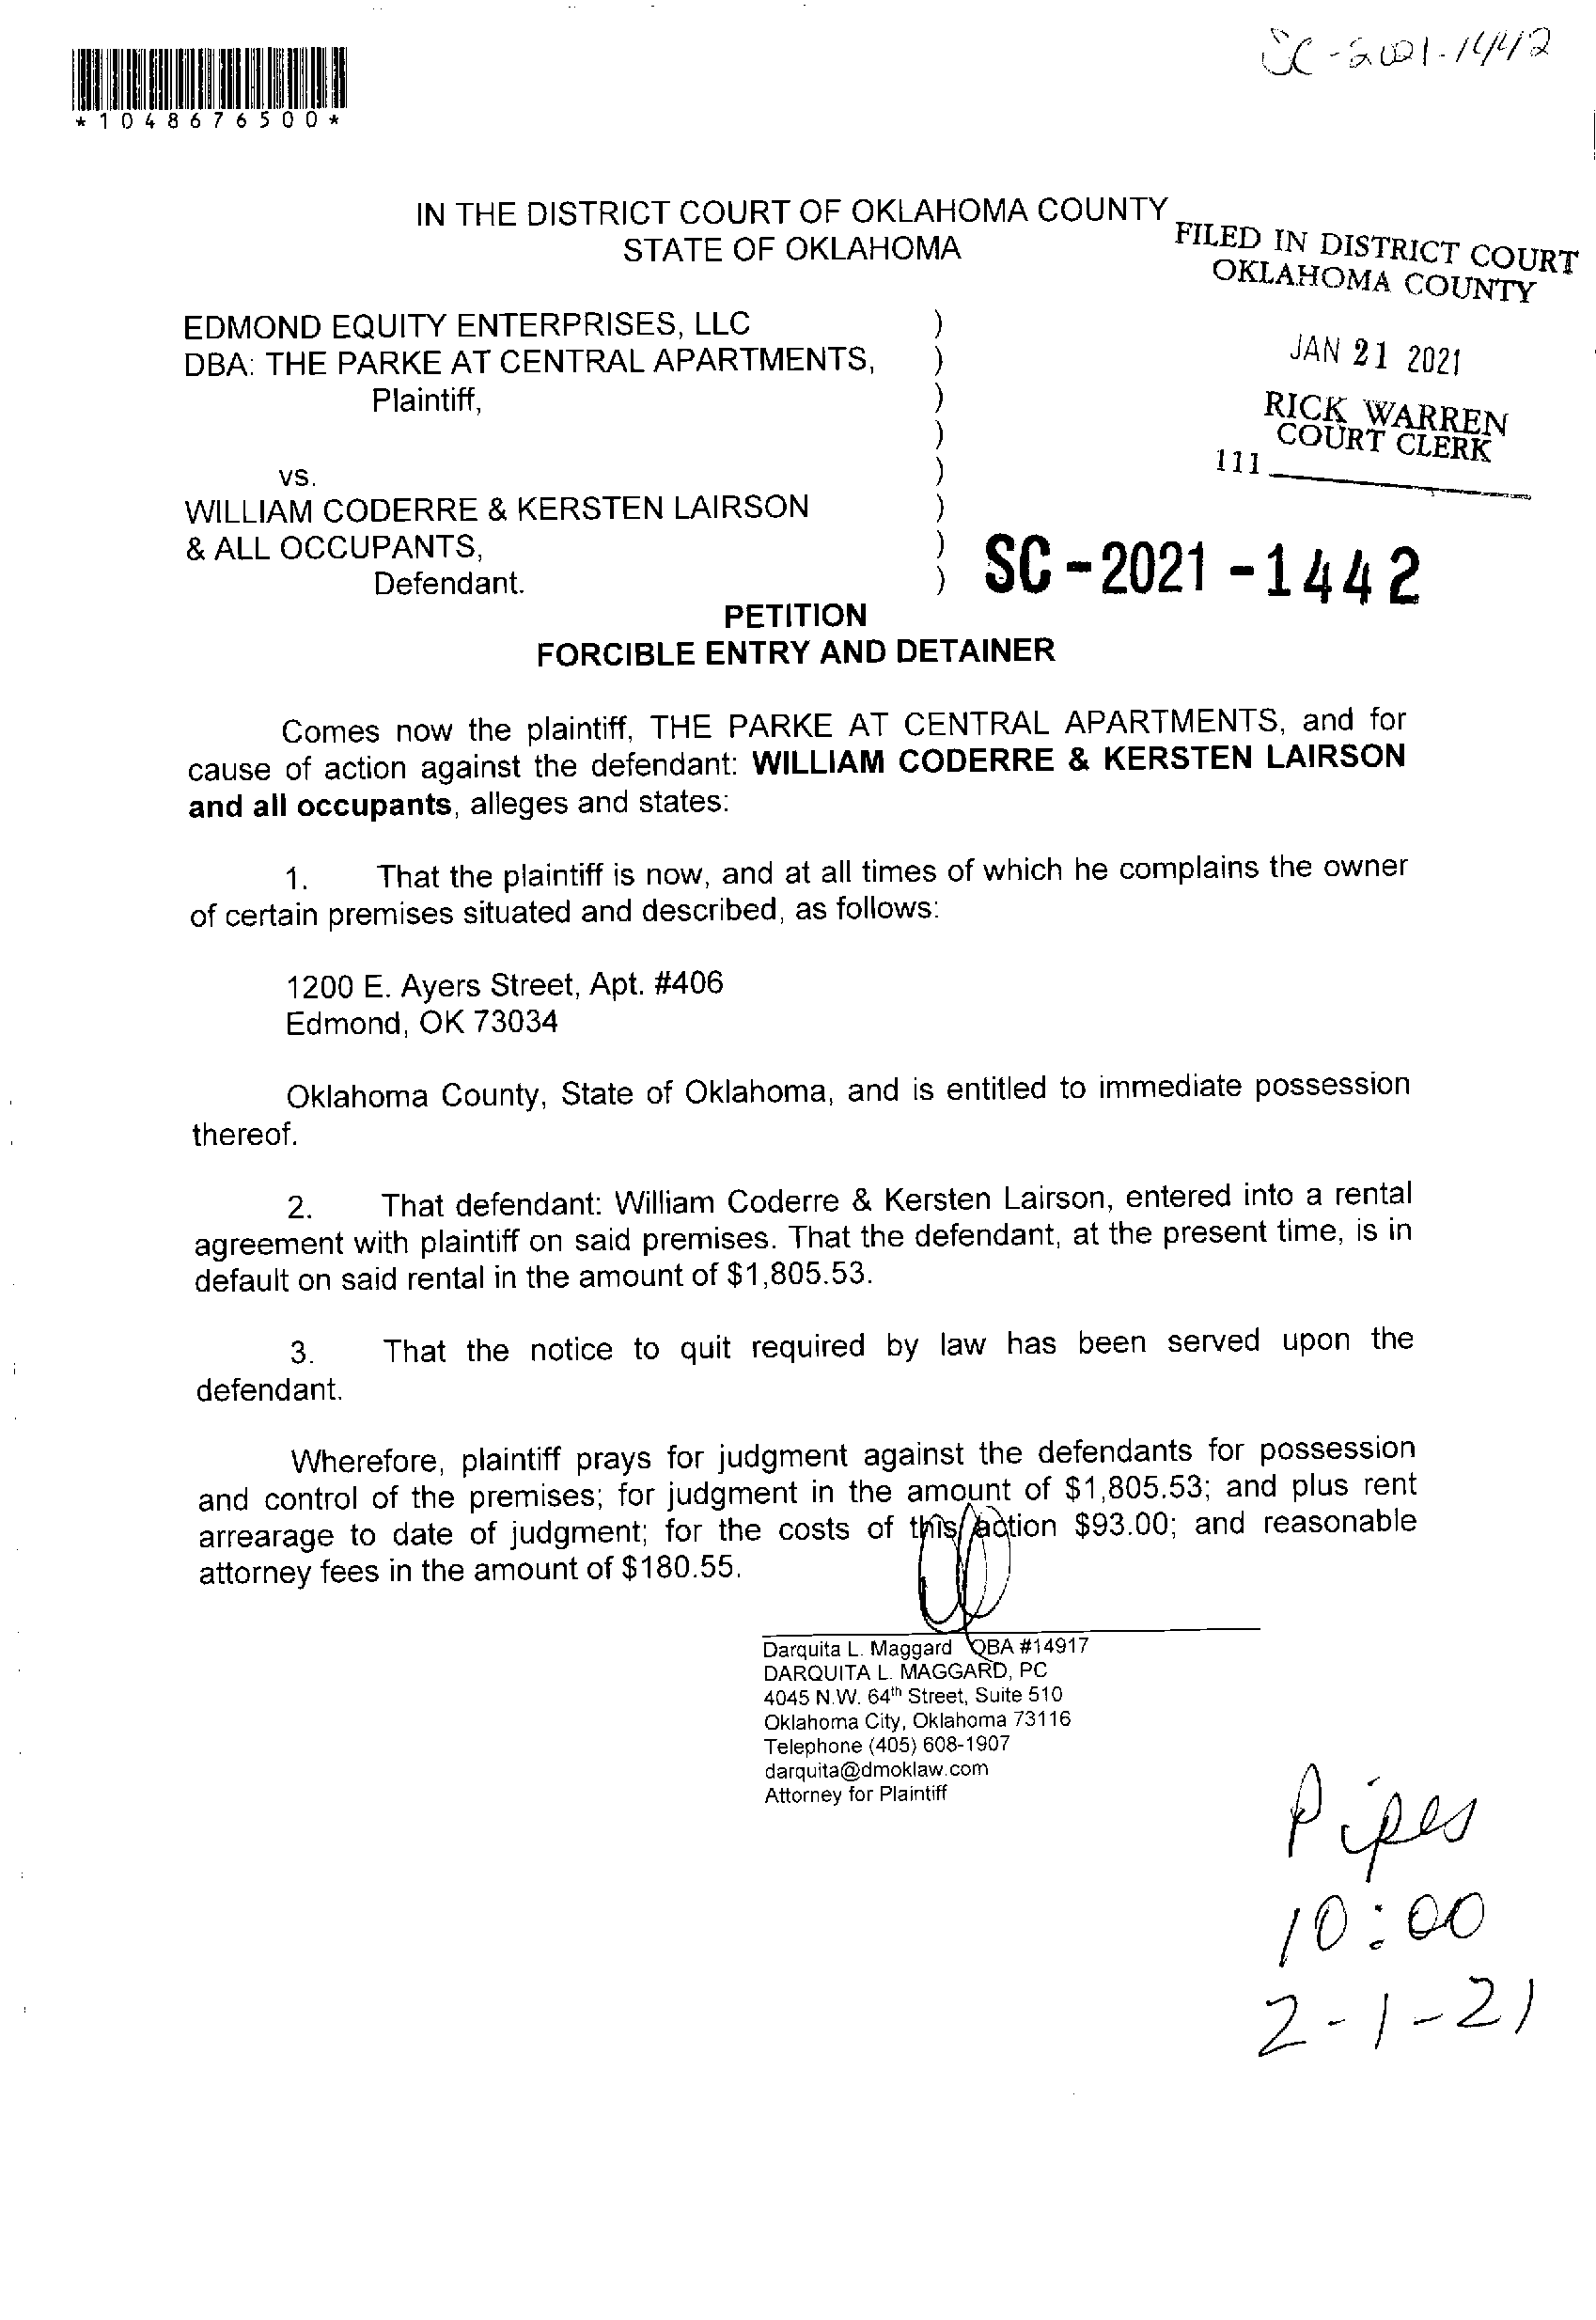 SC-2021-1442
*1048676500*
IN THE DISTRICT COURT OF OKLAHOMA COUNTY
STATE OF OKLAHOMA
FILED IN DISTRICT COURT
OKLAHOMA COUNTY
JAN 21 2021
RICK WARREN
COURT CLERK
111
EDMOND EQUITY ENTERPRISES, LLC )
DBA: THE PARKE AT CENTRAL APARTMENTS, )
Plaintiff, )
)
vs. )
WILLIAM CODERRE & KERSTEN LAIRSON )
& ALL OCCUPANTS, )
Defendant. )
SC-2021-1442
PETITION
FORCIBLE ENTRY AND DETAINER
Comes now the plaintiff, THE PARKE AT CENTRAL APARTMENTS, and for
cause of action against the defendant: WILLIAM CODERRE & KERSTEN LAIRSON
and all occupants, alleges and states:
1. That the plaintiff is now, and at all times of which he complains the owner
of certain premises situated and described, as follows:
1200 E. Ayers Street, Apt. #406
Edmond, OK 73034
Oklahoma County, State of Oklahoma, and is entitled to immediate possession
thereof.
2. That defendant: William Coderre & Kersten Lairson, entered into a rental
agreement with plaintiff on said premises. That the defendant, at the present time, is in
default on said rental in the amount of $1,805.53.
3. That the notice to quit required by law has been served upon the
defendant.
Wherefore, plaintiff prays for judgment against the defendants for possession
and control of the premises; for judgment in the amount of $1,805.53; and plus rent
arrearage to date of judgment; for the costs of this action $93.00; and reasonable
attorney fees in the amount of $180.55.
Darquita L. Maggard OBA #14917
DARQUITA L. MAGGARD, PC
4045 N.W. 64th Street, Suite 510
Oklahoma City, Oklahoma 73116
Telephone (405) 608-1907
darquita@dmoklaw.com
Attorney for Plaintiff
Pipes
10:00
2-1-21